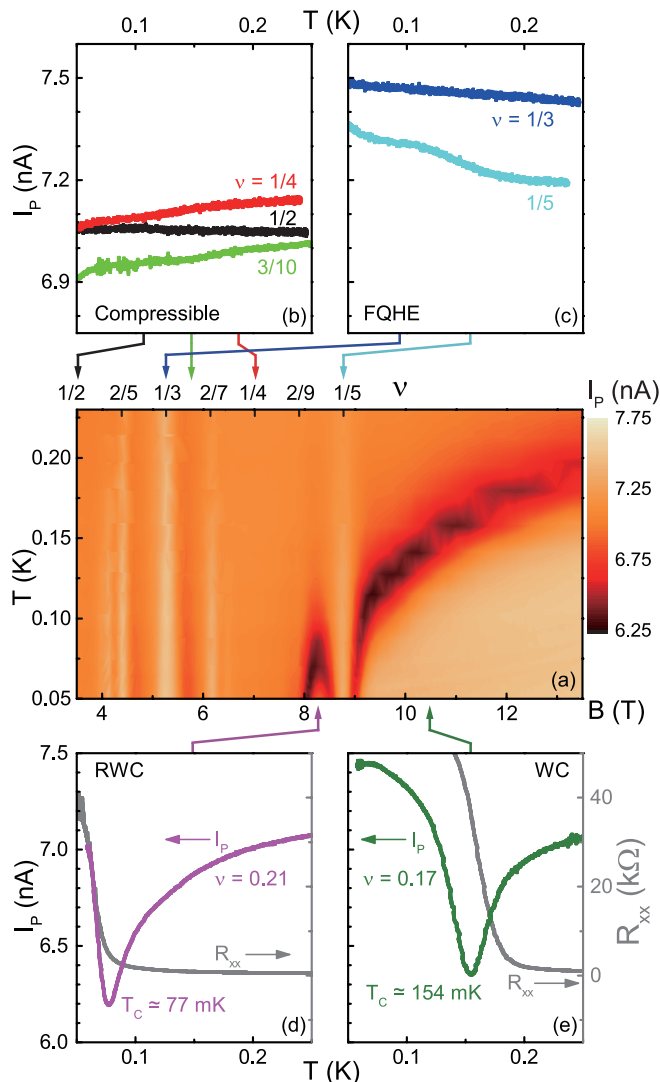 T (K)
0.1 0.2 0.1 0.2
7.5
7.2
6.9
I_P (nA)
ν = 1/4
1/2
3/10
Compressible (b)
ν = 1/3
1/5
FQHE (c)
1/2 2/5 1/3 2/7 1/4 2/9 1/5 ν
I_P (nA)
7.75
7.25
6.75
6.25
0.20
0.15
0.10
0.05
T (K)
(a)
4 6 8 10 12
B (T)
7.5
7.0
6.5
6.0
I_P (nA)
RWC
I_P
ν = 0.21
R_xx
T_C ≃ 77 mK
(d)
WC
I_P
ν = 0.17
R_xx
T_C ≃ 154 mK
(e)
40
20
0
R_xx (kΩ)
0.1 0.2 0.1 0.2
T (K)